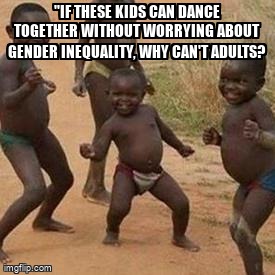 "IF THESE KIDS CAN DANCE
TOGETHER WITHOUT WORRYING ABOUT
GENDER INEQUALITY, WHY CAN'T ADULTS?
imgflip.com